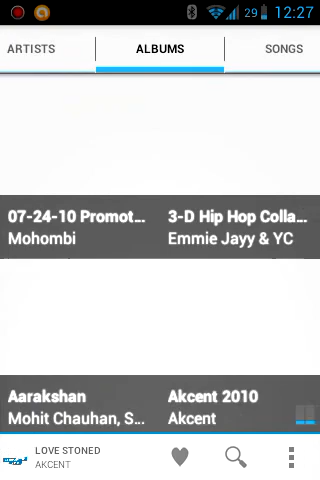 29 12:27
ARTISTS ALBUMS SONGS
07-24-10 Promot... 3-D Hip Hop Colla...
Mohombi Emmie Jayy & YC
Aarakshan Akcent 2010
Mohit Chauhan, S... Akcent
LOVE STONED
AKCENT